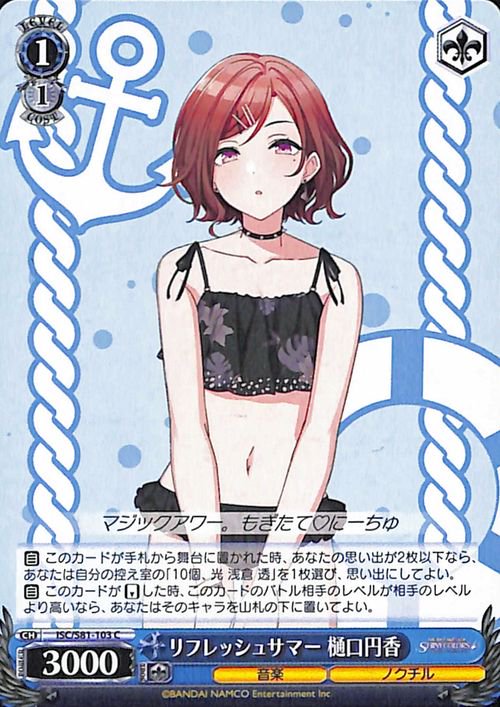 LEVEL
1
1
COST
マジックアワー。もぎたて♡にーちゅ
自 このカードが手札から舞台に置かれた時、あなたの思い出が2枚以下なら、
あなたは自分の控え室の「10個、光 浅倉 透」を1枚選び、思い出にしてよい。
自 このカードが【】した時、このカードのバトル相手のレベルが相手のレベル
より高いなら、あなたはそのキャラを山札の下に置いてよい。
CH ISC/S81-103 C
POWER
3000
リフレッシュサマー 樋口円香
音楽
ノクチル
©BANDAI NAMCO Entertainment Inc.